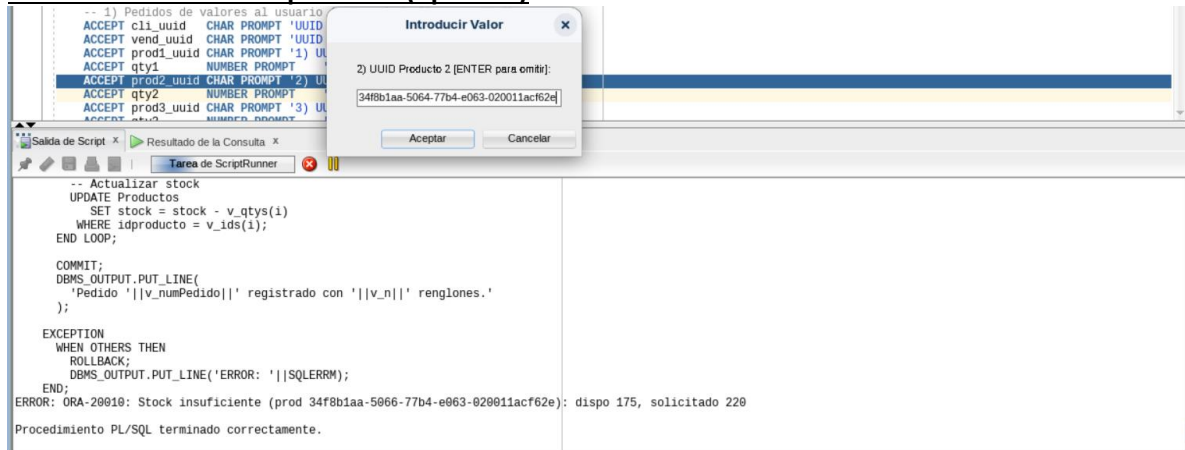 -- 1) Pedidos de valores al usuario
ACCEPT cli_uuid CHAR PROMPT 'UUID
ACCEPT vend_uuid CHAR PROMPT 'UUID
ACCEPT prod1_uuid CHAR PROMPT '1) UU
ACCEPT qty1 NUMBER PROMPT '
ACCEPT prod2_uuid CHAR PROMPT '2) UU
ACCEPT qty2 NUMBER PROMPT '
ACCEPT prod3_uuid CHAR PROMPT '3) UU
Introducir Valor x
2) UUID Producto 2 [ENTER para omitir]:
34f8b1aa-5064-77b4-e063-020011acf62e
Aceptar Cancelar
Salida de Script x Resultado de la Consulta x
Tarea de ScriptRunner
-- Actualizar stock
UPDATE Productos
SET stock = stock - v_qtys(i)
WHERE idproducto = v_ids(i);
END LOOP;
COMMIT;
DBMS_OUTPUT.PUT_LINE(
'Pedido '||v_numPedido||' registrado con '||v_n||' renglones.'
);
EXCEPTION
WHEN OTHERS THEN
ROLLBACK;
DBMS_OUTPUT.PUT_LINE('ERROR: '||SQLERRM);
END;
ERROR: ORA-20010: Stock insuficiente (prod 34f8b1aa-5066-77b4-e063-020011acf62e): dispo 175, solicitado 220
Procedimiento PL/SQL terminado correctamente.